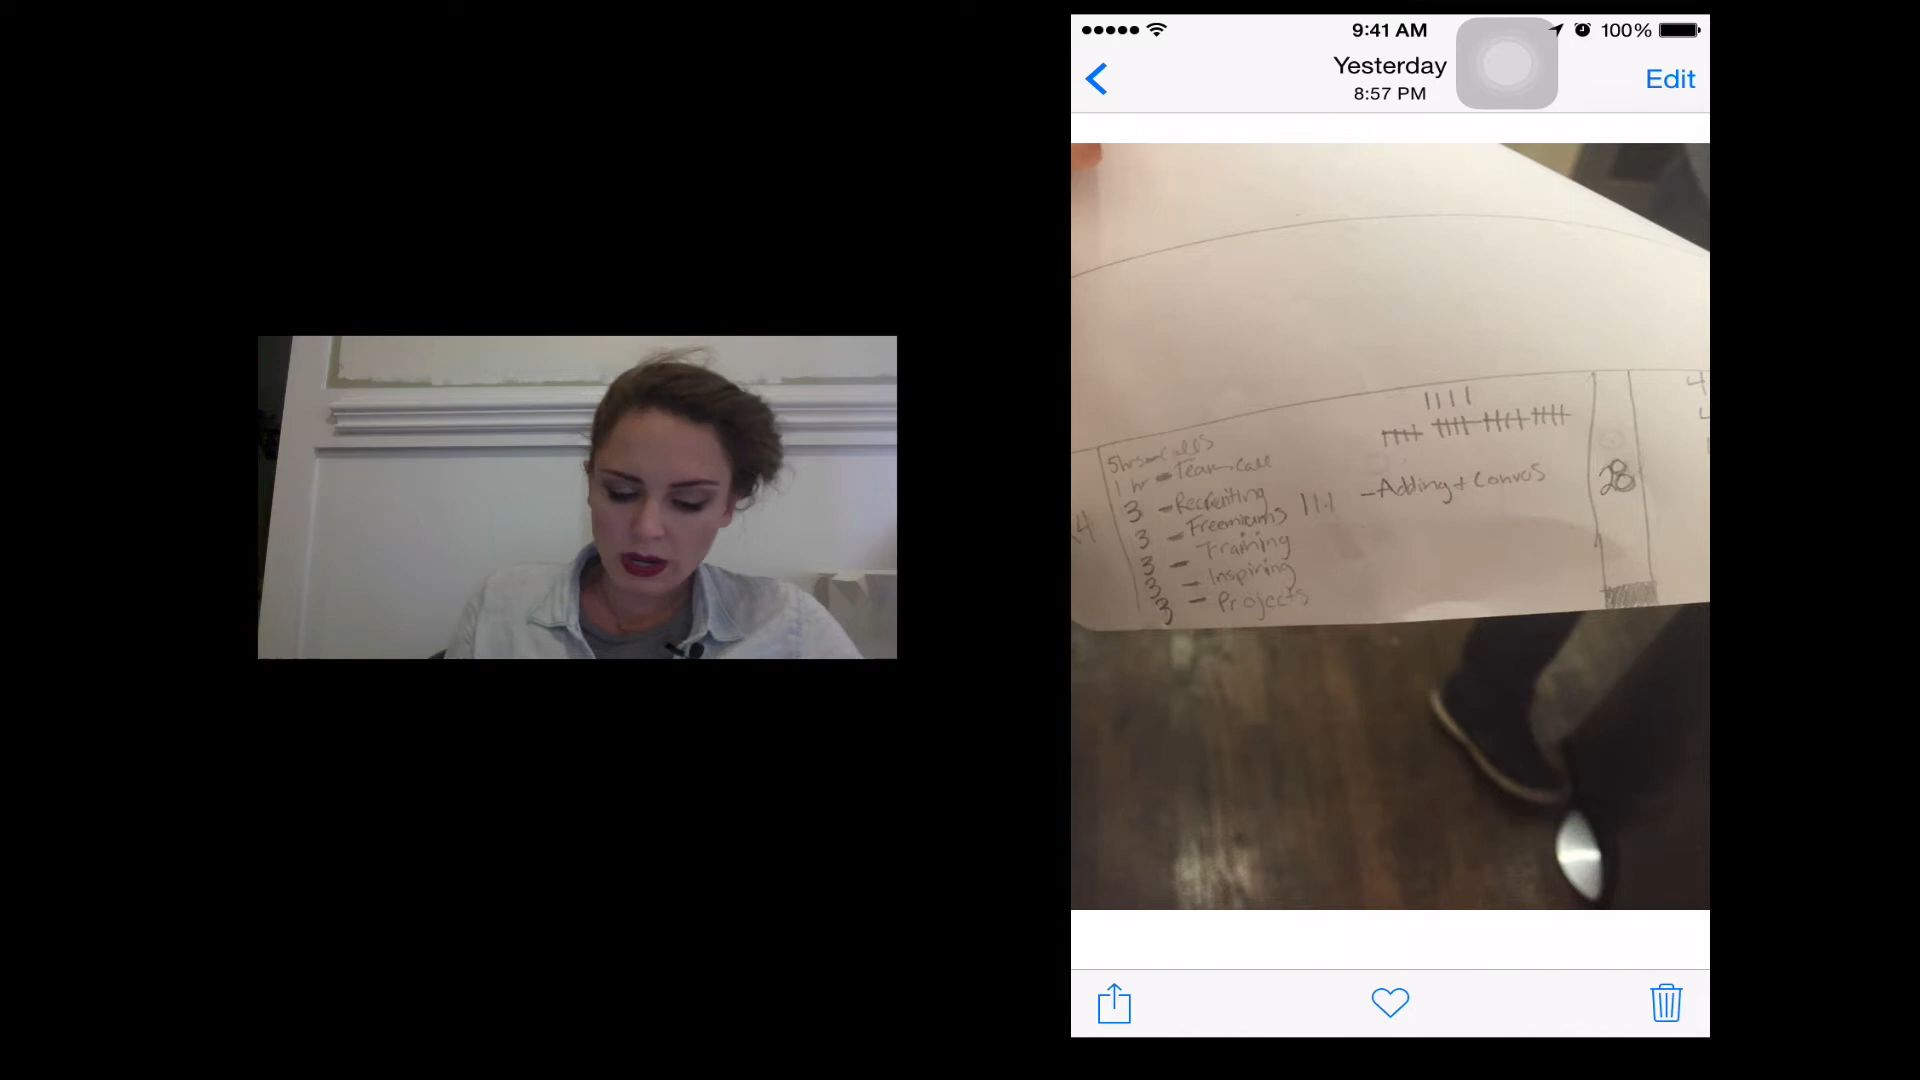 9:41 AM
100%
Yesterday
8:57 PM
Edit
5hrs - calls
1 hr - Team call
3 - Recruiting
3 - Freemiums
3 - Training
3 - Inspiring
3 - Projects
- Adding + Convos
28
4